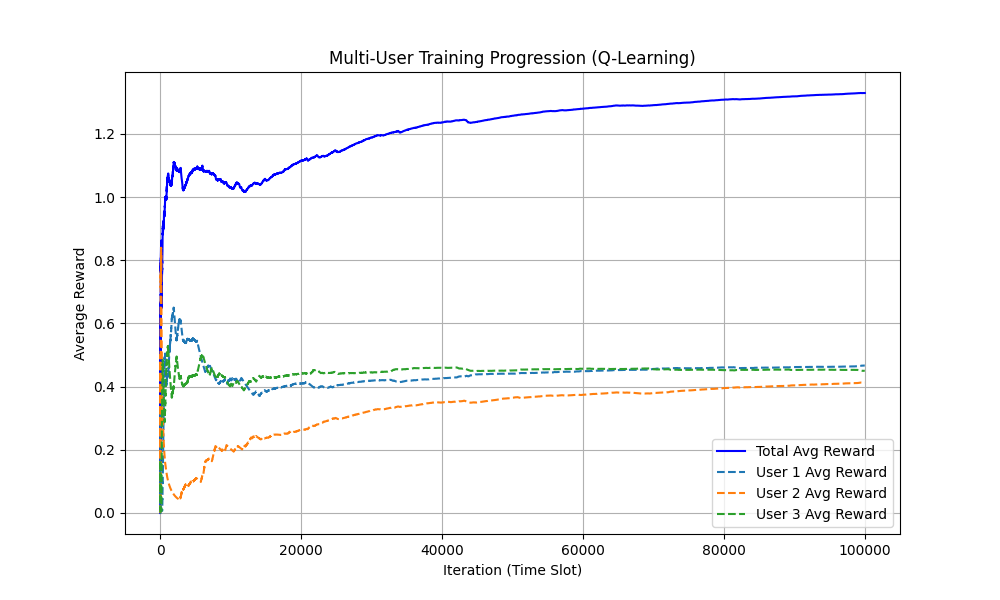 Multi-User Training Progression (Q-Learning)
Average Reward
1.2
1.0
0.8
0.6
0.4
0.2
0.0
Total Avg Reward
User 1 Avg Reward
User 2 Avg Reward
User 3 Avg Reward
0 20000 40000 60000 80000 100000
Iteration (Time Slot)